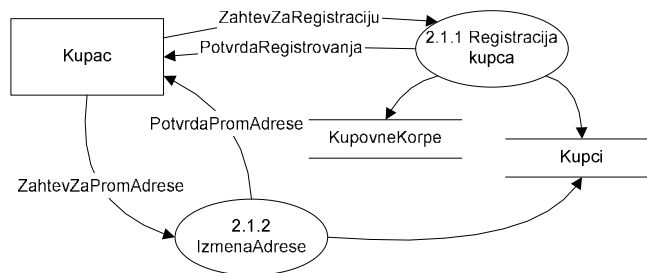 ZahtevZaRegistraciju
2.1.1 Registracija
kupca
PotvrdaRegistrovanja
Kupac
PotvrdaPromAdrese
KupovneKorpe
Kupci
ZahtevZaPromAdrese
2.1.2
IzmenaAdrese